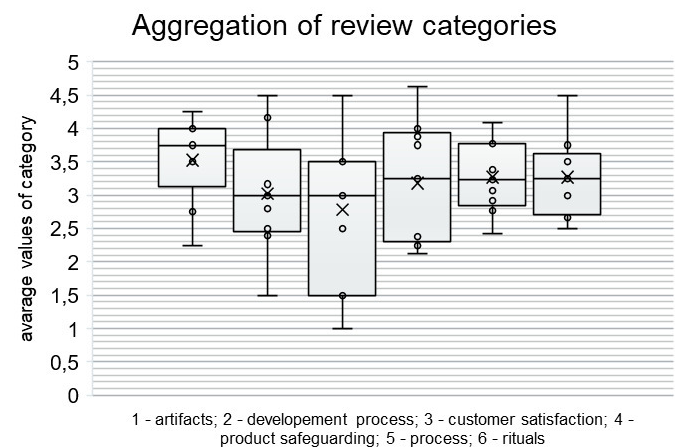 Aggregation of review categories
avarage values of category
5
4,5
4
3,5
3
2,5
2
1,5
1
0,5
0
1 - artifacts; 2 - developement process; 3 - customer satisfaction; 4 -
product safeguarding; 5 - process; 6 - rituals